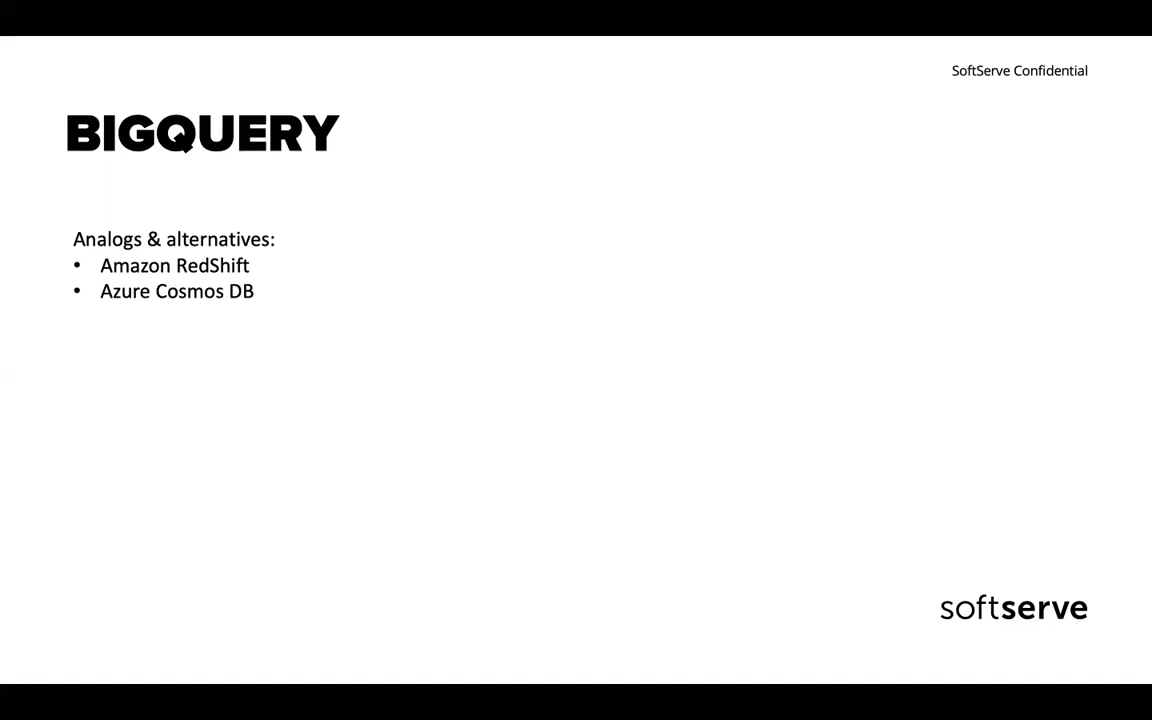 SoftServe Confidential
BIGQUERY
Analogs & alternatives:
• Amazon RedShift
• Azure Cosmos DB
softserve